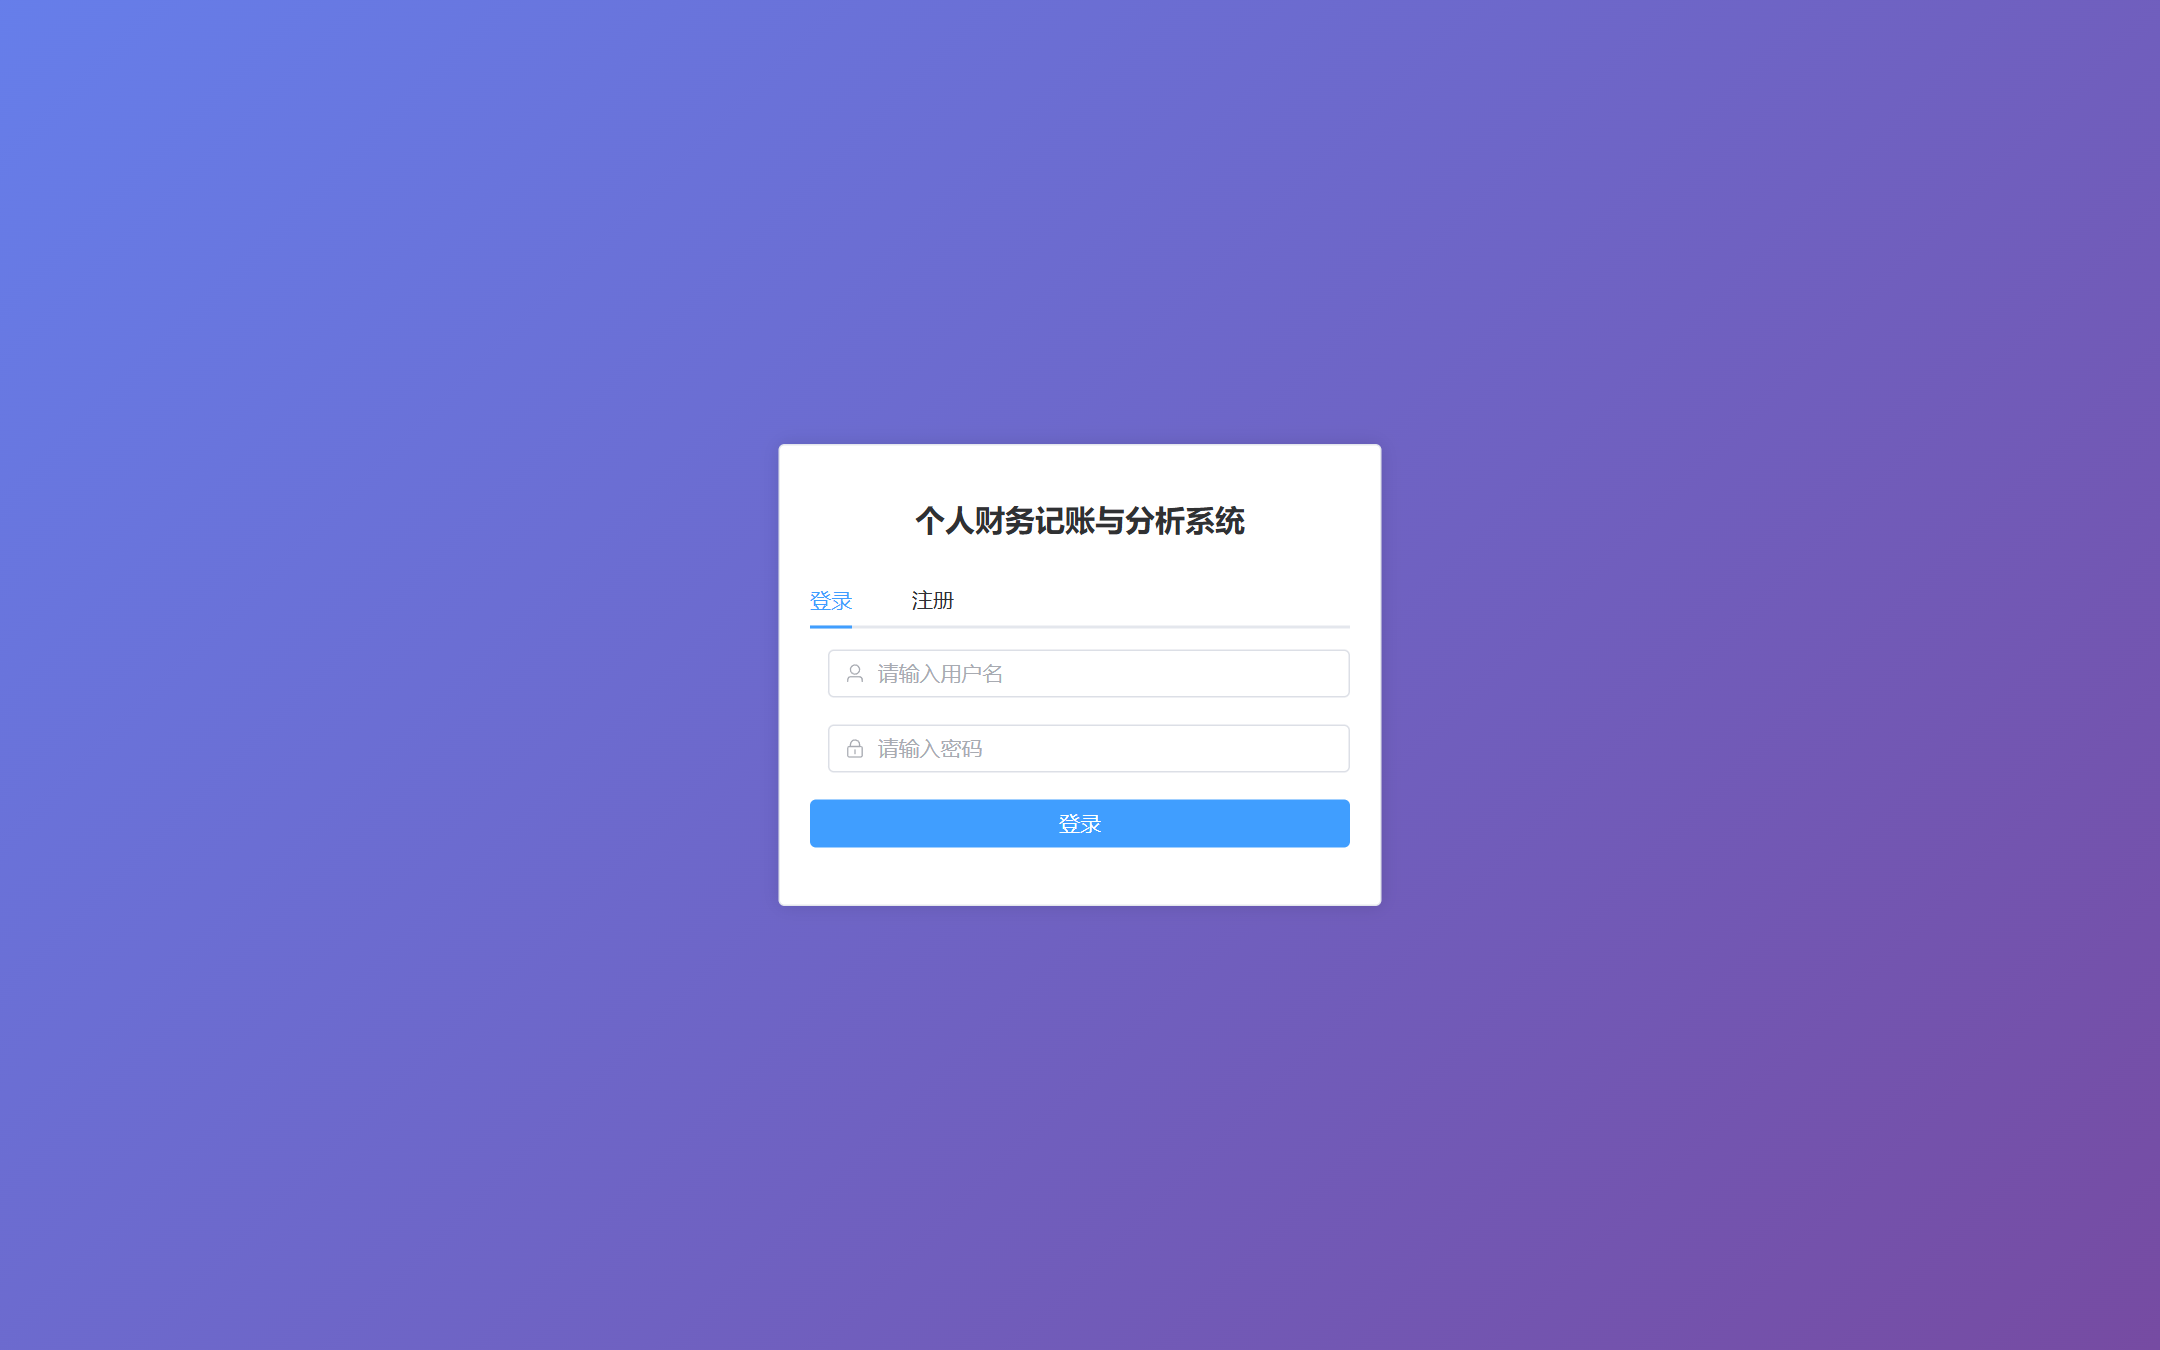 个人财务记账与分析系统
登录 注册
请输入用户名
请输入密码
登录